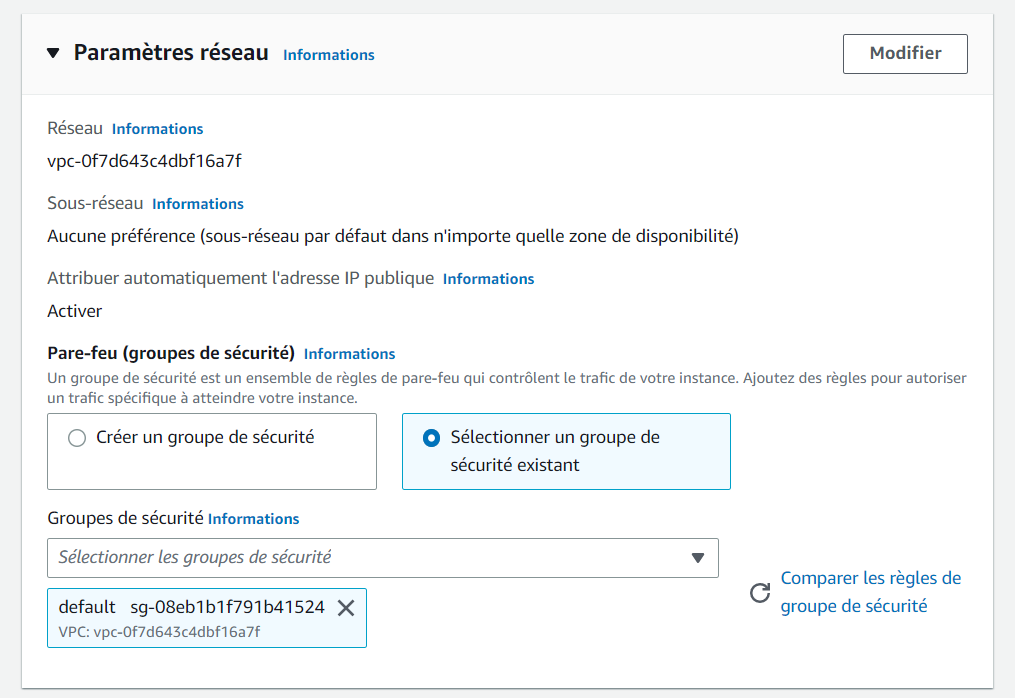 Paramètres réseau Informations
Modifier
Réseau Informations
vpc-0f7d643c4dbf16a7f
Sous-réseau Informations
Aucune préférence (sous-réseau par défaut dans n'importe quelle zone de disponibilité)
Attribuer automatiquement l'adresse IP publique Informations
Activer
Pare-feu (groupes de sécurité) Informations
Un groupe de sécurité est un ensemble de règles de pare-feu qui contrôlent le trafic de votre instance. Ajoutez des règles pour autoriser
un trafic spécifique à atteindre votre instance.
Créer un groupe de sécurité
Sélectionner un groupe de
sécurité existant
Groupes de sécurité Informations
Sélectionner les groupes de sécurité
default sg-08eb1b1f791b41524
VPC: vpc-0f7d643c4dbf16a7f
Comparer les règles de
groupe de sécurité